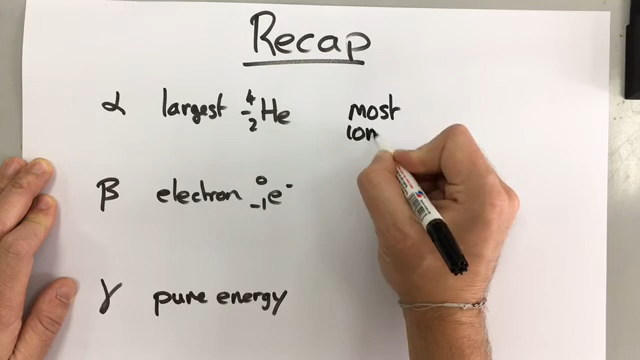 Recap
α largest ⁴₂He most
ion
β electron ⁰₋₁e⁻
γ pure energy